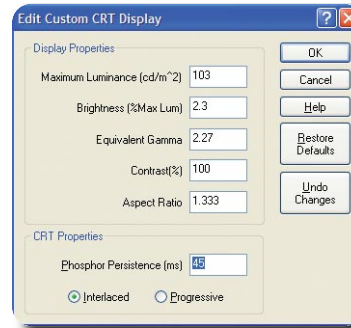 Edit Custom CRT Display
Display Properties
Maximum Luminance (cd/m^2) 103
Brightness (%Max Lum) 2.3
Equivalent Gamma 2.27
Contrast(%) 100
Aspect Ratio 1.333
CRT Properties
Phosphor Persistence (ms) 45
Interlaced Progressive
OK
Cancel
Help
Restore
Defaults
Undo
Changes